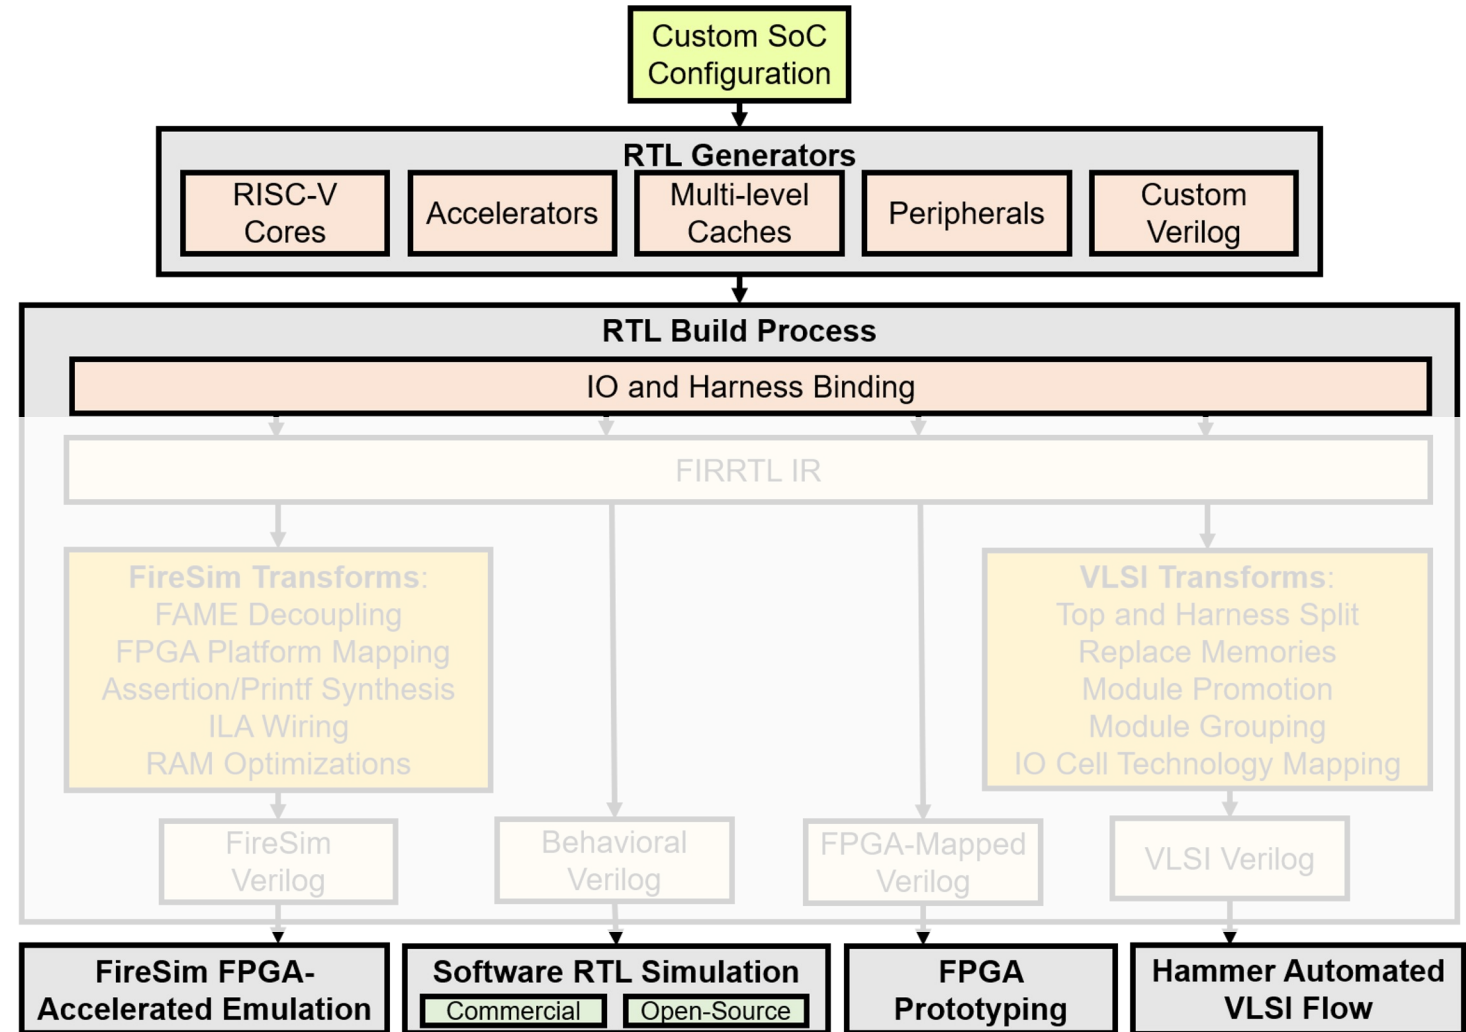 Custom SoC
Configuration
RTL Generators
RISC-V
Cores
Accelerators
Multi-level
Caches
Peripherals
Custom
Verilog
RTL Build Process
IO and Harness Binding
FIRRTL IR
FireSim Transforms:
FAME Decoupling
FPGA Platform Mapping
Assertion/Printf Synthesis
ILA Wiring
RAM Optimizations
VLSI Transforms:
Top and Harness Split
Replace Memories
Module Promotion
Module Grouping
IO Cell Technology Mapping
FireSim
Verilog
Behavioral
Verilog
FPGA-Mapped
Verilog
VLSI Verilog
FireSim FPGA-
Accelerated Emulation
Software RTL Simulation
Commercial
Open-Source
FPGA
Prototyping
Hammer Automated
VLSI Flow